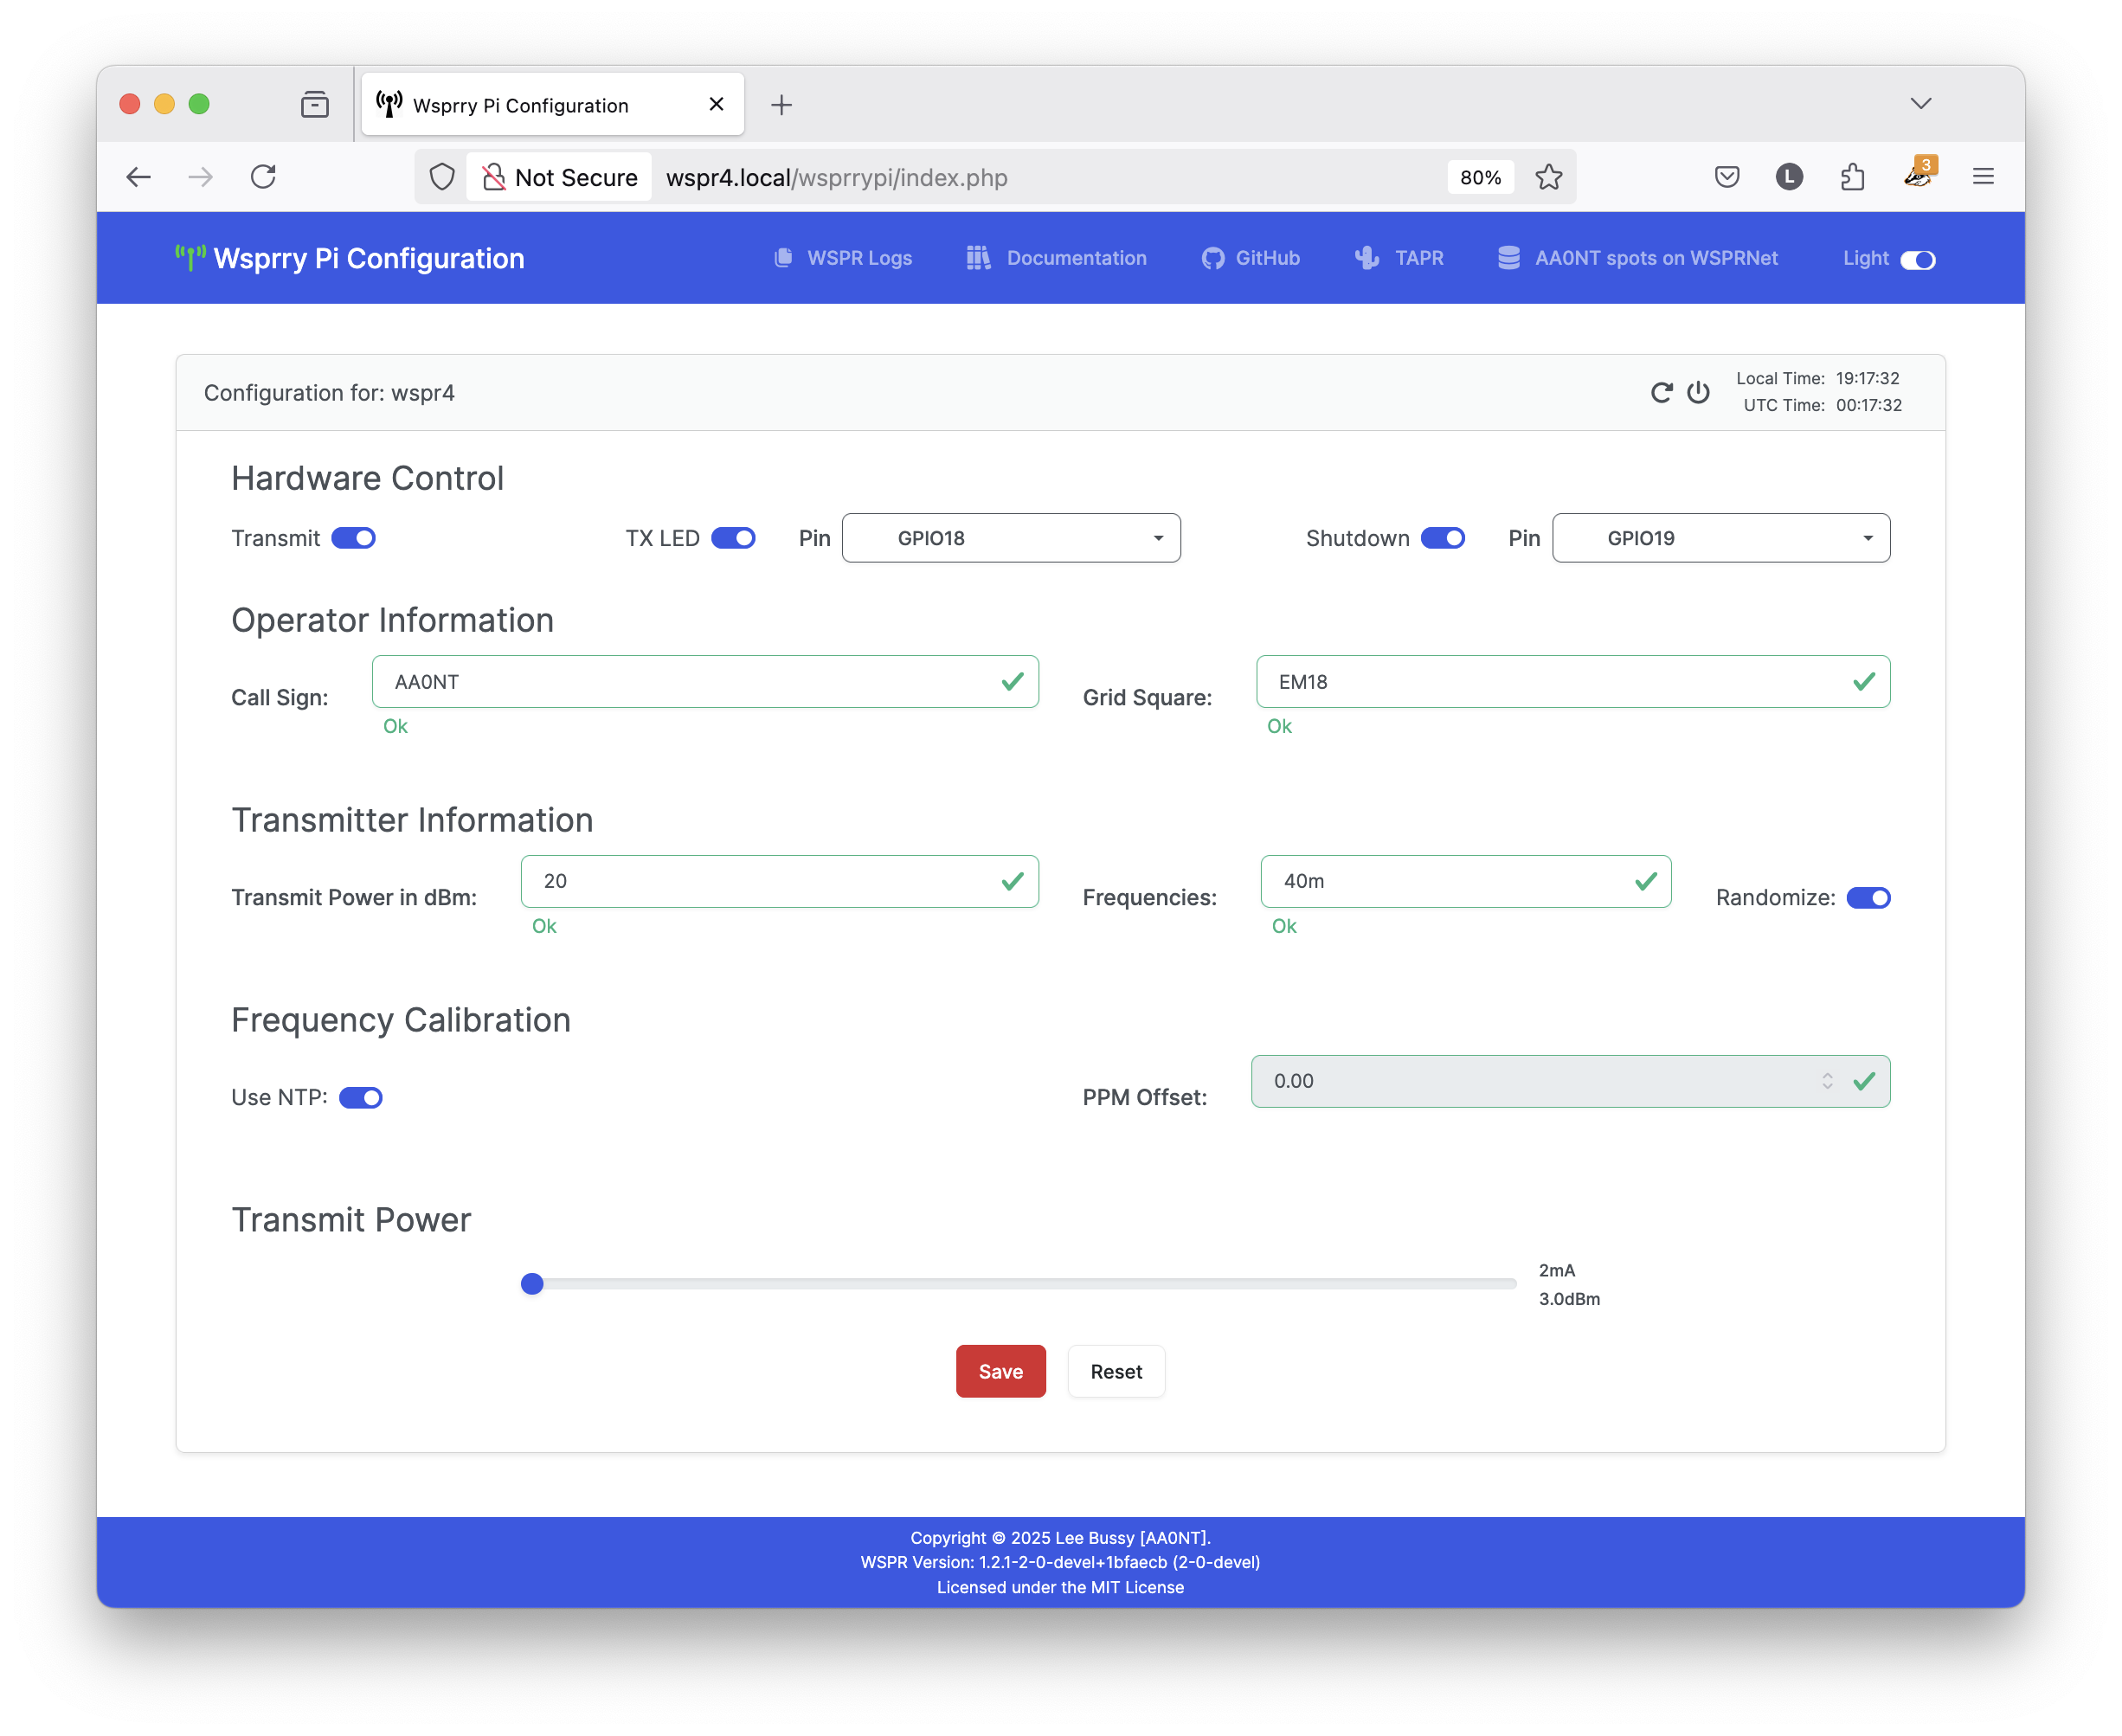 Wsprry Pi Configuration
Not Secure wspr4.local/wsprrypi/index.php 80% L 3
Wsprry Pi Configuration WSPR Logs Documentation GitHub TAPR AA0NT spots on WSPRNet Light
Configuration for: wspr4
Local Time: 19:17:32
UTC Time: 00:17:32
Hardware Control
Transmit TX LED Pin GPIO18 Shutdown Pin GPIO19
Operator Information
Call Sign: AA0NT Grid Square: EM18
Ok Ok
Transmitter Information
Transmit Power in dBm: 20 Frequencies: 40m Randomize:
Ok Ok
Frequency Calibration
Use NTP: PPM Offset: 0.00
Transmit Power
2mA
3.0dBm
Save Reset
Copyright © 2025 Lee Bussy [AA0NT].
WSPR Version: 1.2.1-2-0-devel+1bfaecb (2-0-devel)
Licensed under the MIT License